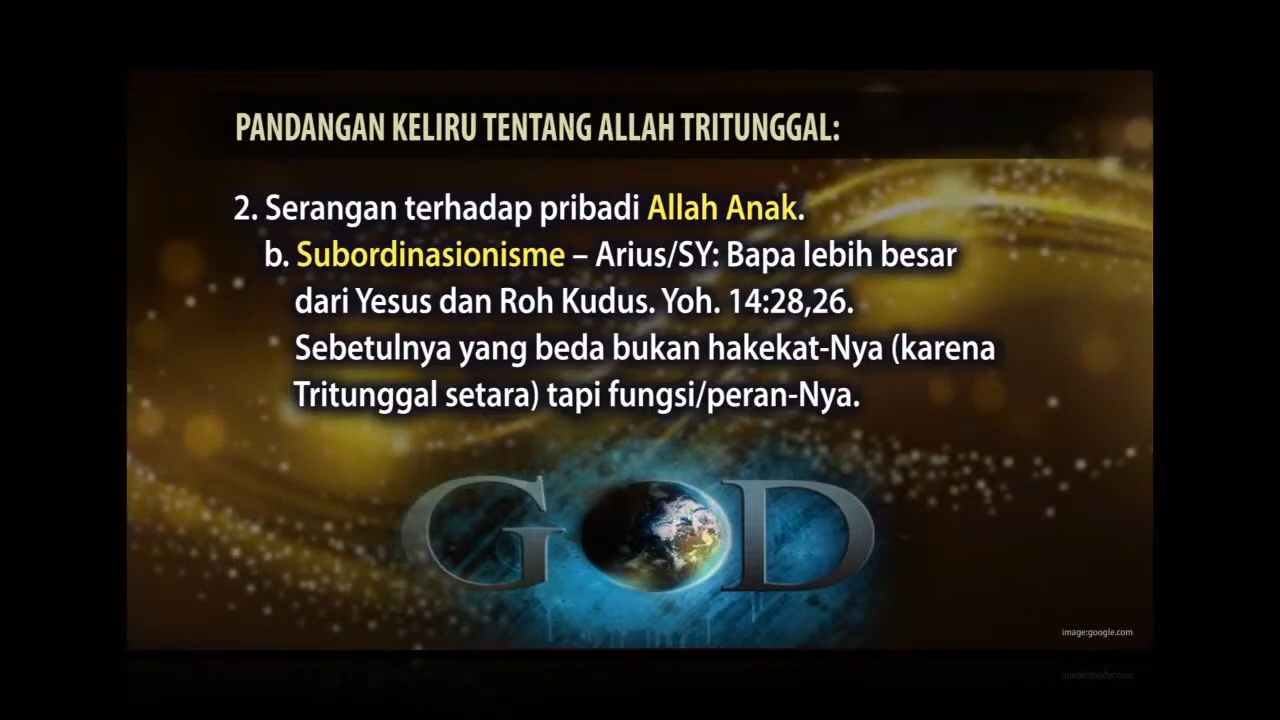 PANDANGAN KELIRU TENTANG ALLAH TRITUNGGAL:
2. Serangan terhadap pribadi Allah Anak.
b. Subordinasionisme – Arius/SY: Bapa lebih besar
dari Yesus dan Roh Kudus. Yoh. 14:28,26.
Sebetulnya yang beda bukan hakekat-Nya (karena
Tritunggal setara) tapi fungsi/peran-Nya.
GOD
image:google.com